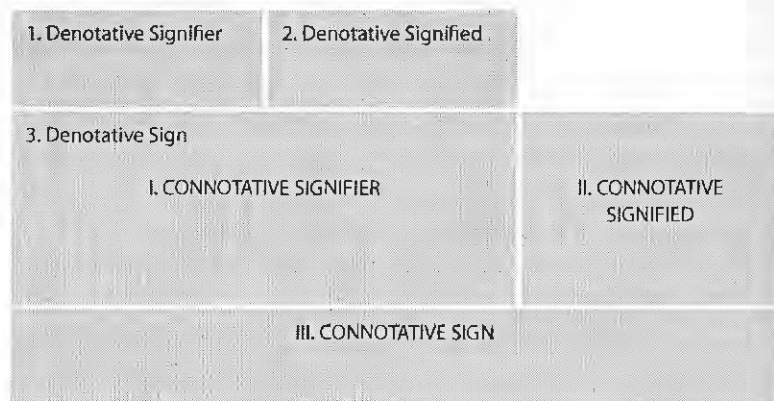 1. Denotative Signifier
2. Denotative Signified
3. Denotative Sign
I. CONNOTATIVE SIGNIFIER
II. CONNOTATIVE
SIGNIFIED
III. CONNOTATIVE SIGN